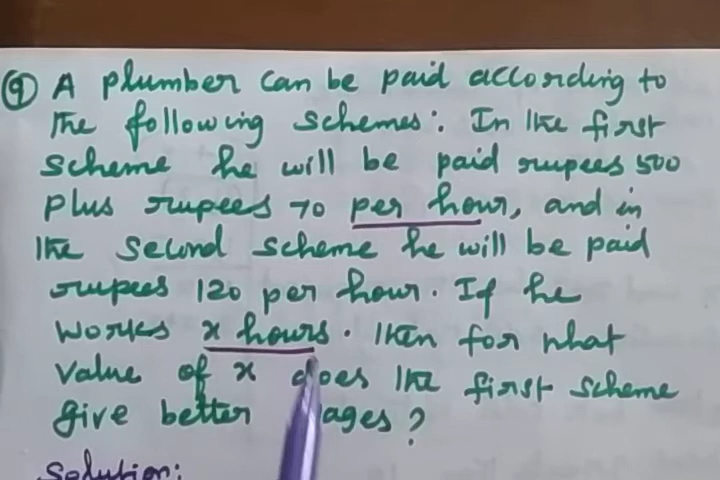 9 A plumber can be paid according to
the following schemes: In the first
scheme he will be paid rupees 500
plus rupees 70 per hour, and in
the second scheme he will be paid
rupees 120 per hour. If he
works x hours. then for what
value of x does the first scheme
give better ages?
Solution: